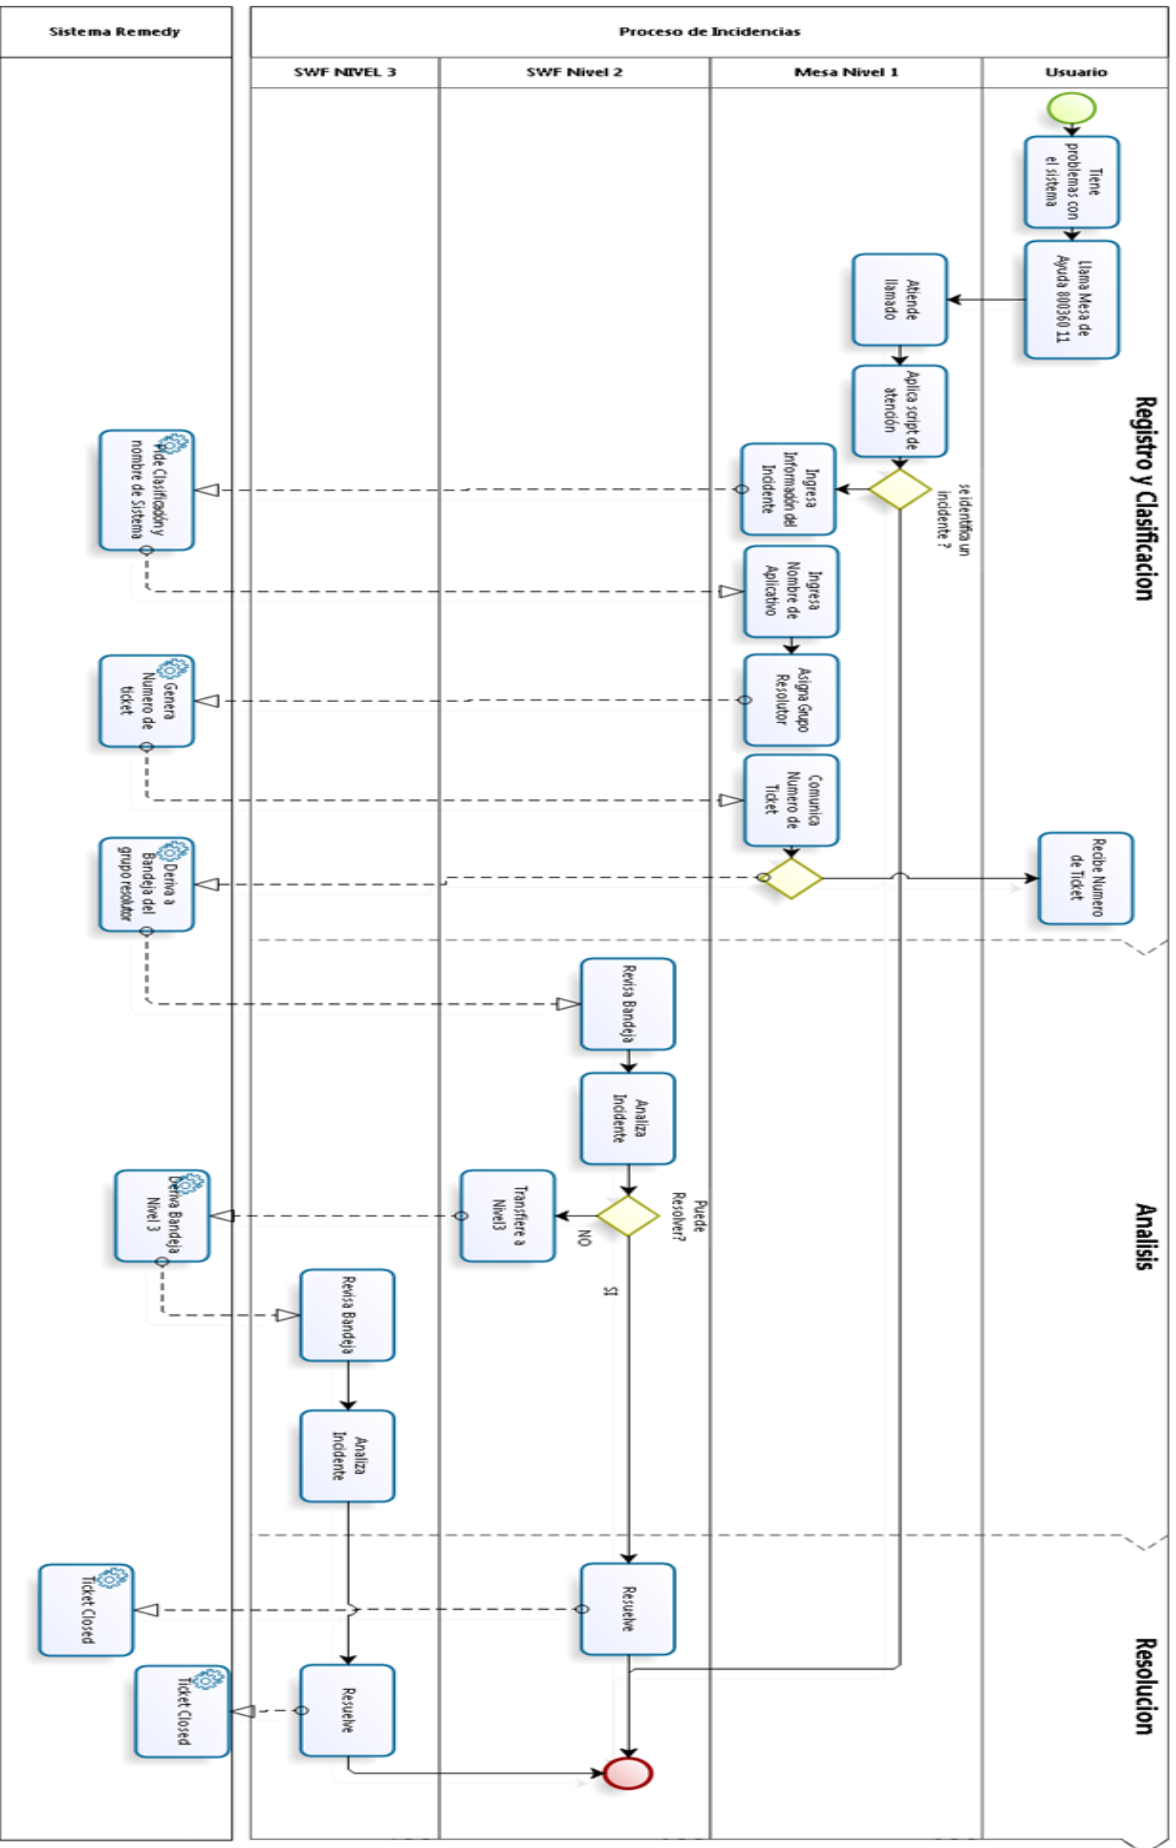 Sistema Remedy
Proceso de Incidencias
SWF NIVEL 3
SWF Nivel 2
Mesa Nivel 1
Usuario
Registro y Clasificacion
Tiene
problemas con
el sistema
Llama Mesa de
Ayuda 800360 11
Atiende
llamado
Aplica script de
atención
se identifica un
incidente ?
Ingresa
Información del
Incidente
Pide Clasificación y
nombre de Sistema
Ingresa
Nombre de
Aplicativo
Asigna Grupo
Resolutor
Genera
Numero de
ticket
Comunica
Numero de
Ticket
Recibe Numero
de Ticket
Deriva a
Bandeja del
grupo resolutor
Analisis
Revisa Bandeja
Analiza
Incidente
Puede
Resolver?
NO
SI
Transfiere a
Nivel3
Deriva Bandeja
Nivel 3
Revisa Bandeja
Analiza
Incidente
Resolucion
Resuelve
Ticket Closed
Resuelve
Ticket Closed